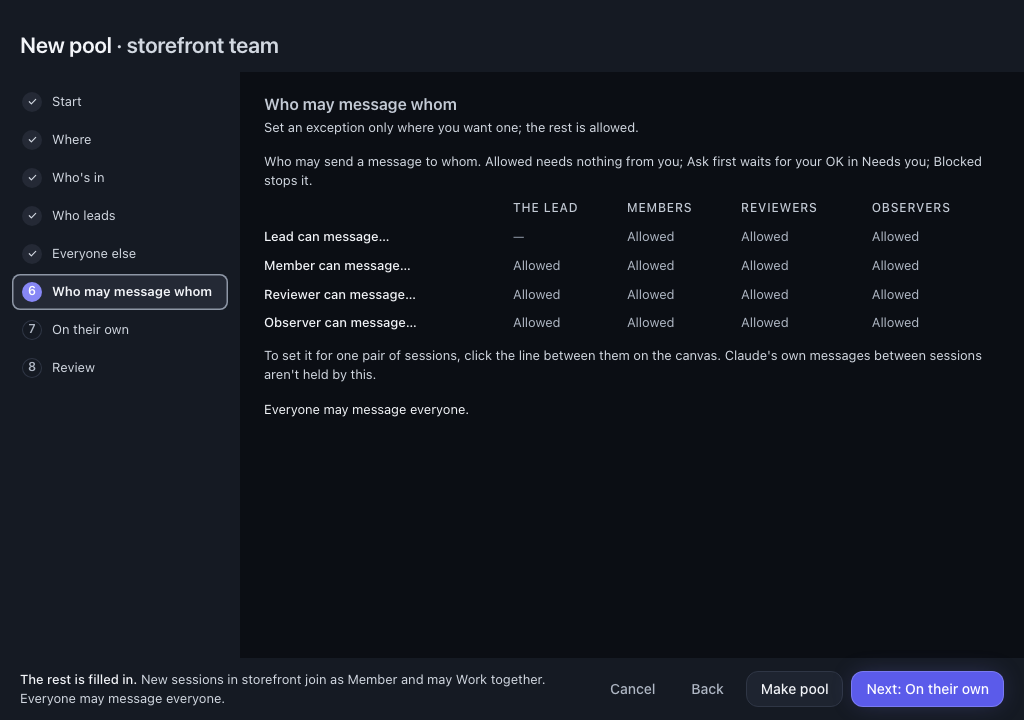 New pool · storefront team
Start
Where
Who's in
Who leads
Everyone else
6 Who may message whom
7 On their own
8 Review
Who may message whom
Set an exception only where you want one; the rest is allowed.
Who may send a message to whom. Allowed needs nothing from you; Ask first waits for your OK in Needs you; Blocked
stops it.
THE LEAD MEMBERS REVIEWERS OBSERVERS
Lead can message... — Allowed Allowed Allowed
Member can message... Allowed Allowed Allowed Allowed
Reviewer can message... Allowed Allowed Allowed Allowed
Observer can message... Allowed Allowed Allowed Allowed
To set it for one pair of sessions, click the line between them on the canvas. Claude's own messages between sessions
aren't held by this.
Everyone may message everyone.
The rest is filled in. New sessions in storefront join as Member and may Work together.
Everyone may message everyone.
Cancel Back Make pool Next: On their own